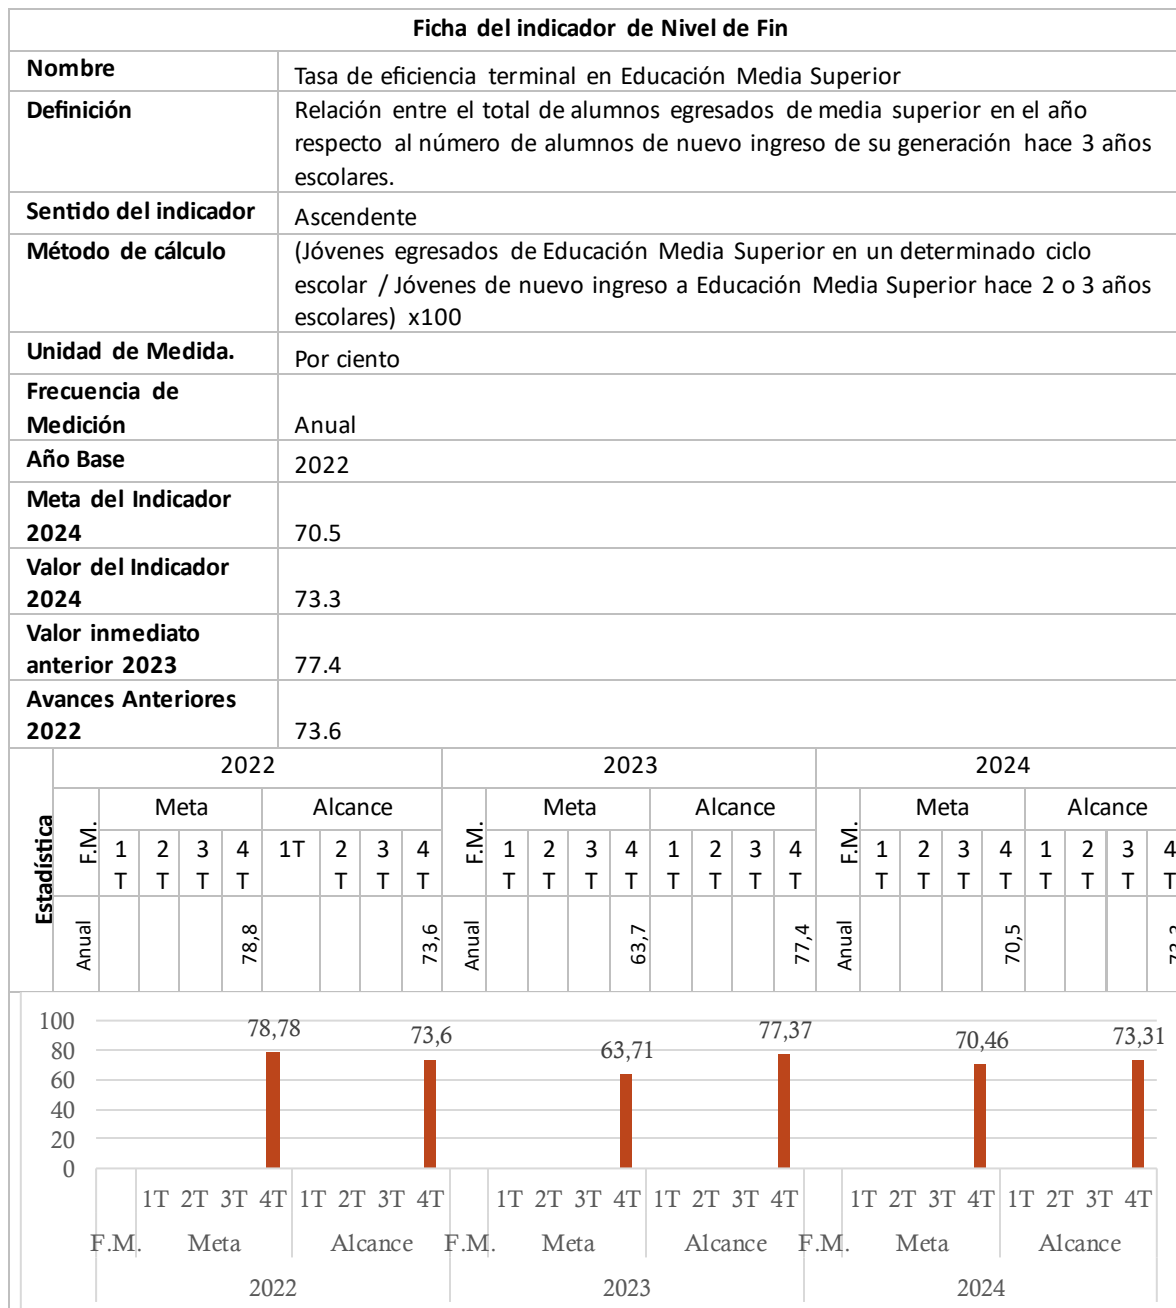 Ficha del indicador de Nivel de Fin
Nombre
Tasa de eficiencia terminal en Educación Media Superior
Definición
Relación entre el total de alumnos egresados de media superior en el año
respecto al número de alumnos de nuevo ingreso de su generación hace 3 años
escolares.
Sentido del indicador
Ascendente
Método de cálculo
(Jóvenes egresados de Educación Media Superior en un determinado ciclo
escolar / Jóvenes de nuevo ingreso a Educación Media Superior hace 2 o 3 años
escolares) x100
Unidad de Medida.
Por ciento
Frecuencia de
Medición
Anual
Año Base
2022
Meta del Indicador
2024
70.5
Valor del Indicador
2024
73.3
Valor inmediato
anterior 2023
77.4
Avances Anteriores
2022
73.6
Estadística
2022 2023 2024
F.M. Meta Alcance F.M. Meta Alcance F.M. Meta Alcance
1 2 3 4 1T 2 3 4 1 2 3 4 1 2 3 4 1 2 3 4 1 2 3 4
T T T T T T T T T T T T T T T T T T T T T T T
Anual 78,8 73,6 Anual 63,7 77,4 Anual 70,5
100
80
60
40
20
0
78,78 73,6 63,71 77,37 70,46 73,31
1T 2T 3T 4T 1T 2T 3T 4T 1T 2T 3T 4T 1T 2T 3T 4T 1T 2T 3T 4T 1T 2T 3T 4T
F.M. Meta Alcance F.M. Meta Alcance F.M. Meta Alcance
2022 2023 2024